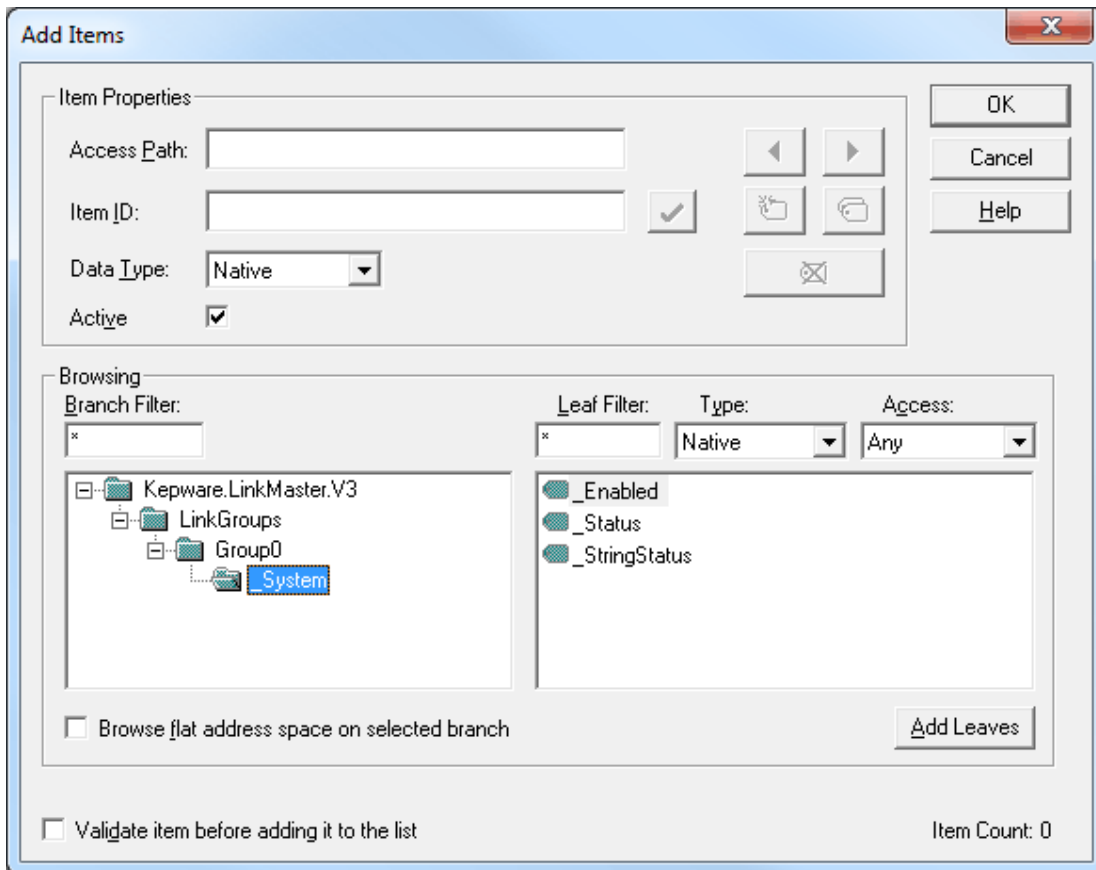 Add Items
Item Properties
OK
Access Path:
Cancel
Item ID:
Help
Data Type: Native
Active
Browsing
Branch Filter: Leaf Filter: Type: Access:
* * Native Any
Kepware.LinkMaster.V3 _Enabled
LinkGroups _Status
Group0 _StringStatus
_System
Browse flat address space on selected branch Add Leaves
Validate item before adding it to the list Item Count: 0